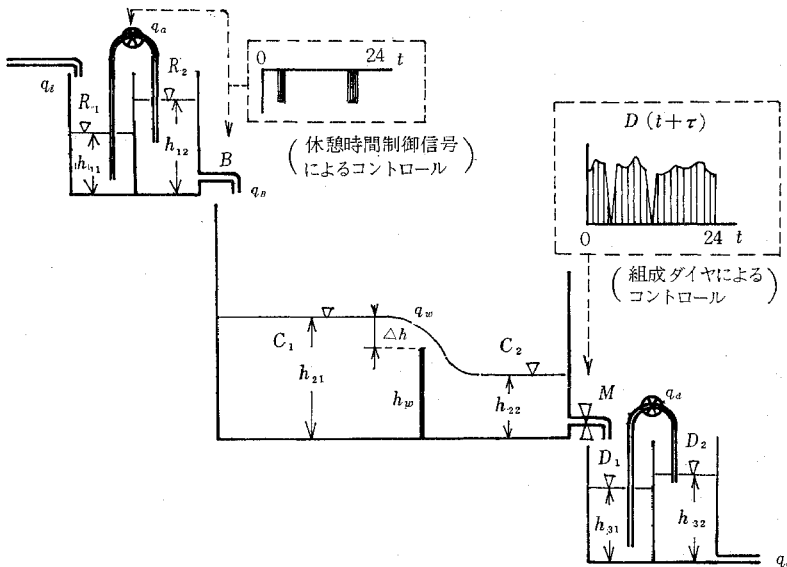 q_a
0 24 t
(休憩時間制御信号
によるコントロール)
q_i
R_1
R_2
h_11
h_12
B
q_B
D (t+τ)
0 24 t
(組成ダイヤによる
コントロール)
q_w
C_1
Δh
C_2
h_21
h_w
h_22
M
q_d
D_1
D_2
h_31
h_32